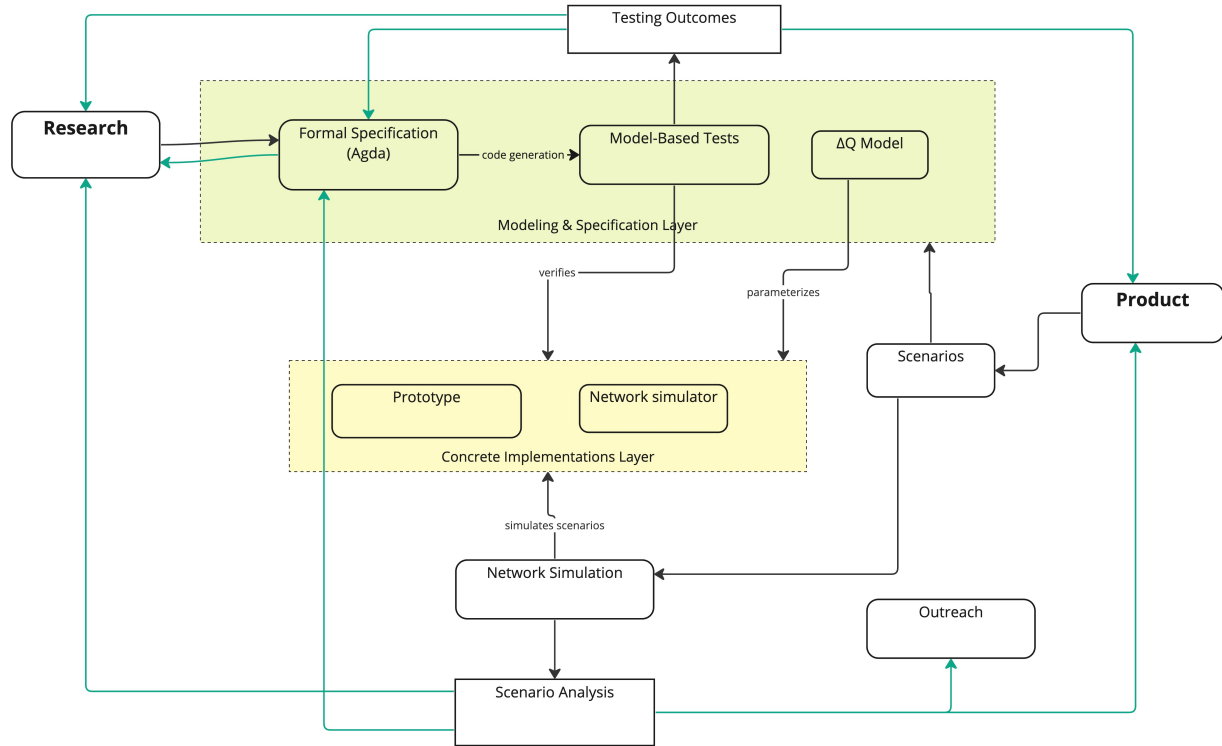 Testing Outcomes
Research
Formal Specification
(Agda)
code generation
Model-Based Tests
ΔQ Model
Modeling & Specification Layer
verifies
parameterizes
Product
Scenarios
Prototype
Network simulator
Concrete Implementations Layer
simulates scenarios
Network Simulation
Outreach
Scenario Analysis